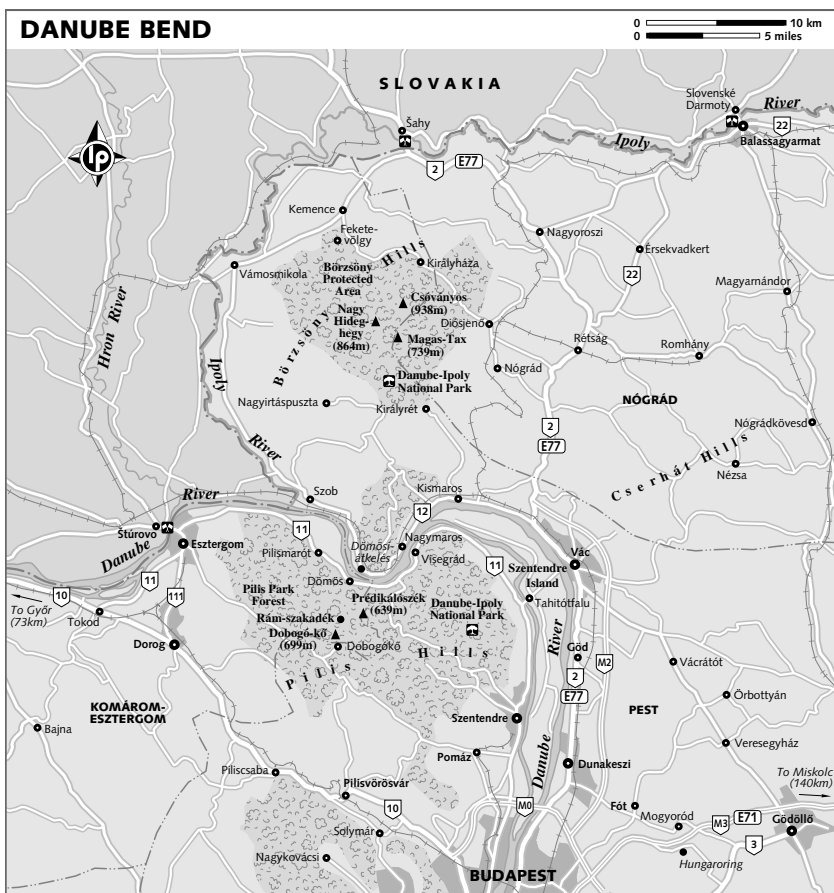 DANUBE BEND
0 10 km
0 5 miles
SLOVAKIA
Slovenské
Darmoty
River
Šahy
Ipoly
22
Balassagyarmat
lp
2
E77
Kemence
Fekete-
völgy
Nagyoroszi
Hills
Királyháza
Érsekvadkert
Vámosmikola
Börzsöny
Protected
Area
22
Magyarnándor
Csóványos
(938m)
Nagy
Hideg-
hegy
(864m)
Diósjenő
Hron River
Magas-Tax
(739m)
Rétság
Romhány
Ipoly
Börzsöny
Nógrád
Danube-Ipoly
National Park
NÓGRÁD
Nagyirtáspuszta
Királyrét
2
E77
Nógrádkövesd
River
Cserhát Hills
Nézsa
River
Szob
Kismaros
12
Štúrovo
11
Esztergom
Danube
Dömösi-
átkelés
Nagymaros
Pilismarót
Visegrád
Vác
11
Szentendre
Island
Dömös
10
11
111
Pilis Park
Forest
Prédikálószék
(639m)
Danube-Ipoly
National Park
Tahitótfalu
To Győr
(73km)
Tokod
Rám-szakadék
River
Dobogó-kő
(699m)
Dobogókő
Dorog
Göd
M2
Vácrátót
Pilis
Hills
2
E77
Örbottyán
KOMÁROM-
ESZTERGOM
Szentendre
PEST
Bajna
Danube
Veresegyház
Pomáz
Piliscsaba
Dunakeszi
To Miskolc
(140km)
Pilisvörösvár
10
M0
Fót
Mogyoród
M3
E71
Gödöllő
Solymár
3
Nagykovácsi
Hungaroring
BUDAPEST